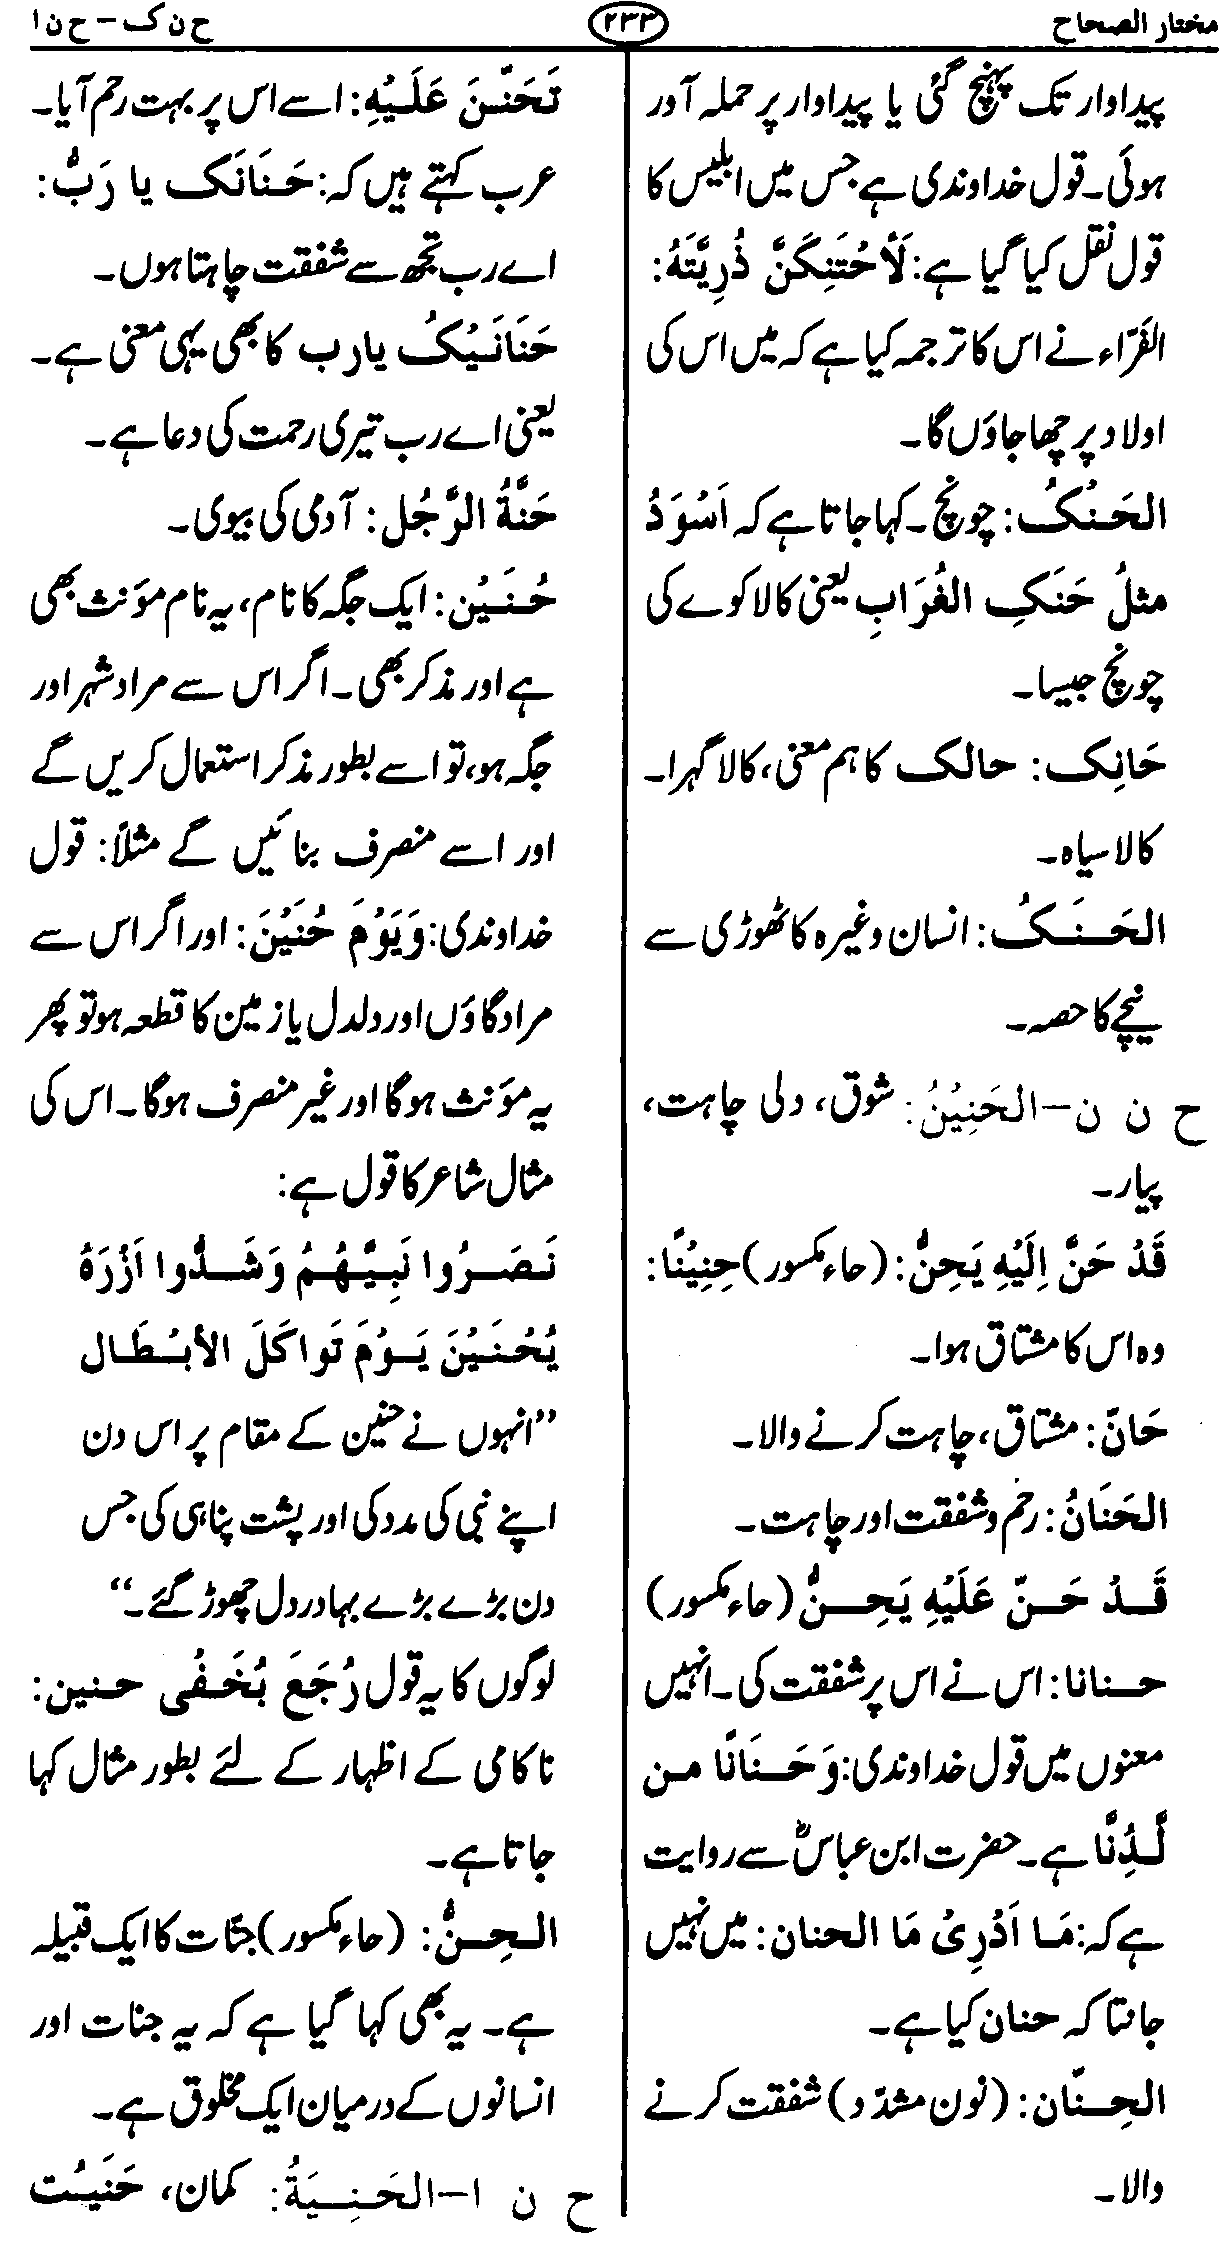 مختار الصحاح
۲۳۳
ح ن ک – ح ن ا
پیداوار تک پہنچ گئی یا پیداوار پر حملہ آور
ہوئی۔ قول خداوندی ہے جس میں ابلیس کا
قول نقل کیا گیا ہے: لَاَحْتَنِکَنَّ ذُرِیَّتَهُ:
الفَرّاء نے اس کا ترجمہ کیا ہے کہ میں اس کی
اولاد پر چھا جاؤں گا۔
الحَنْکُ: چونچ۔ کہا جاتا ہے کہ اَسْوَدُ
مثلُ حَنَکِ الغُرَابِ یعنی کالا کوے کی
چونچ جیسا۔
حَانِک: حالک کا ہم معنی، کالا گہرا۔
کالا سیاہ۔
الحَنَکُ: انسان وغیرہ کا ٹھوڑی سے
نیچے کا حصہ۔
ح ن ن – الحَنِیْنُ: شوق، دلی چاہت،
پیار۔
قَدْ حَنَّ اِلَیْهِ یَحِنُّ: (حاء مکسور) حِنِیْنًا:
وہ اس کا مشتاق ہوا۔
حَانّ: مشتاق، چاہت کرنے والا۔
الحَنَانُ: رحم و شفقت اور چاہت۔
قَدْ حَنّ عَلَیْهِ یَحِنُّ (حاء مکسور)
حنانا: اس نے اس پر شفقت کی۔ انہیں
معنوں میں قول خداوندی: وَحَنَانًا من
لَّدُنَّا ہے۔ حضرت ابن عباسؓ سے روایت
ہے کہ: مَا اَدْرِیْ مَا الحنان: میں نہیں
جانتا کہ حنان کیا ہے۔
الحِنّان: (نون مشدّد) شفقت کرنے
والا۔
تَحَنَّنَ عَلَیْهِ: اسے اس پر بہت رحم آیا۔
عرب کہتے ہیں کہ: حَنَانَک یا رَبُّ:
اے رب تجھ سے شفقت چاہتا ہوں۔
حَنَانَیْکُ یارب کا بھی یہی معنی ہے۔
یعنی اے رب تیری رحمت کی دعا ہے۔
حَنَّةُ الرَّجُل: آدمی کی بیوی۔
حُنَیْن: ایک جگہ کا نام، یہ نام مؤنث بھی
ہے اور مذکر بھی۔ اگر اس سے مراد شہر اور
جگہ ہو، تو اسے بطور مذکر استعمال کریں گے
اور اسے منصرف بنائیں گے مثلاً: قول
خداوندی: وَیَوْمَ حُنَیْنَ: اور اگر اس سے
مراد گاؤں اور دلدل یا زمین کا قطعہ ہو تو پھر
یہ مؤنث ہوگا اور غیر منصرف ہوگا۔ اس کی
مثال شاعر کا قول ہے:
نَصَرُوا نَبِیَّهُمْ وَشَدُّوا اَزْرَهُ
یُحْنَیْنَ یَوْمَ تَواکَلَ الأبْطَال
”انہوں نے حنین کے مقام پر اس دن
اپنے نبی کی مدد کی اور پشت پناہی کی جس
دن بڑے بڑے بہادر دل چھوڑ گئے۔“
لوگوں کا یہ قول رُجَعَ بُخَفْی حنین:
ناکامی کے اظہار کے لئے بطور مثال کہا
جاتا ہے۔
الحِنُّ: (حاء مکسور) جنّات کا ایک قبیلہ
ہے۔ یہ بھی کہا گیا ہے کہ یہ جنات اور
انسانوں کے درمیان ایک مخلوق ہے۔
ح ن ا – الحَنِیَةُ: کمان، حَنَیْت